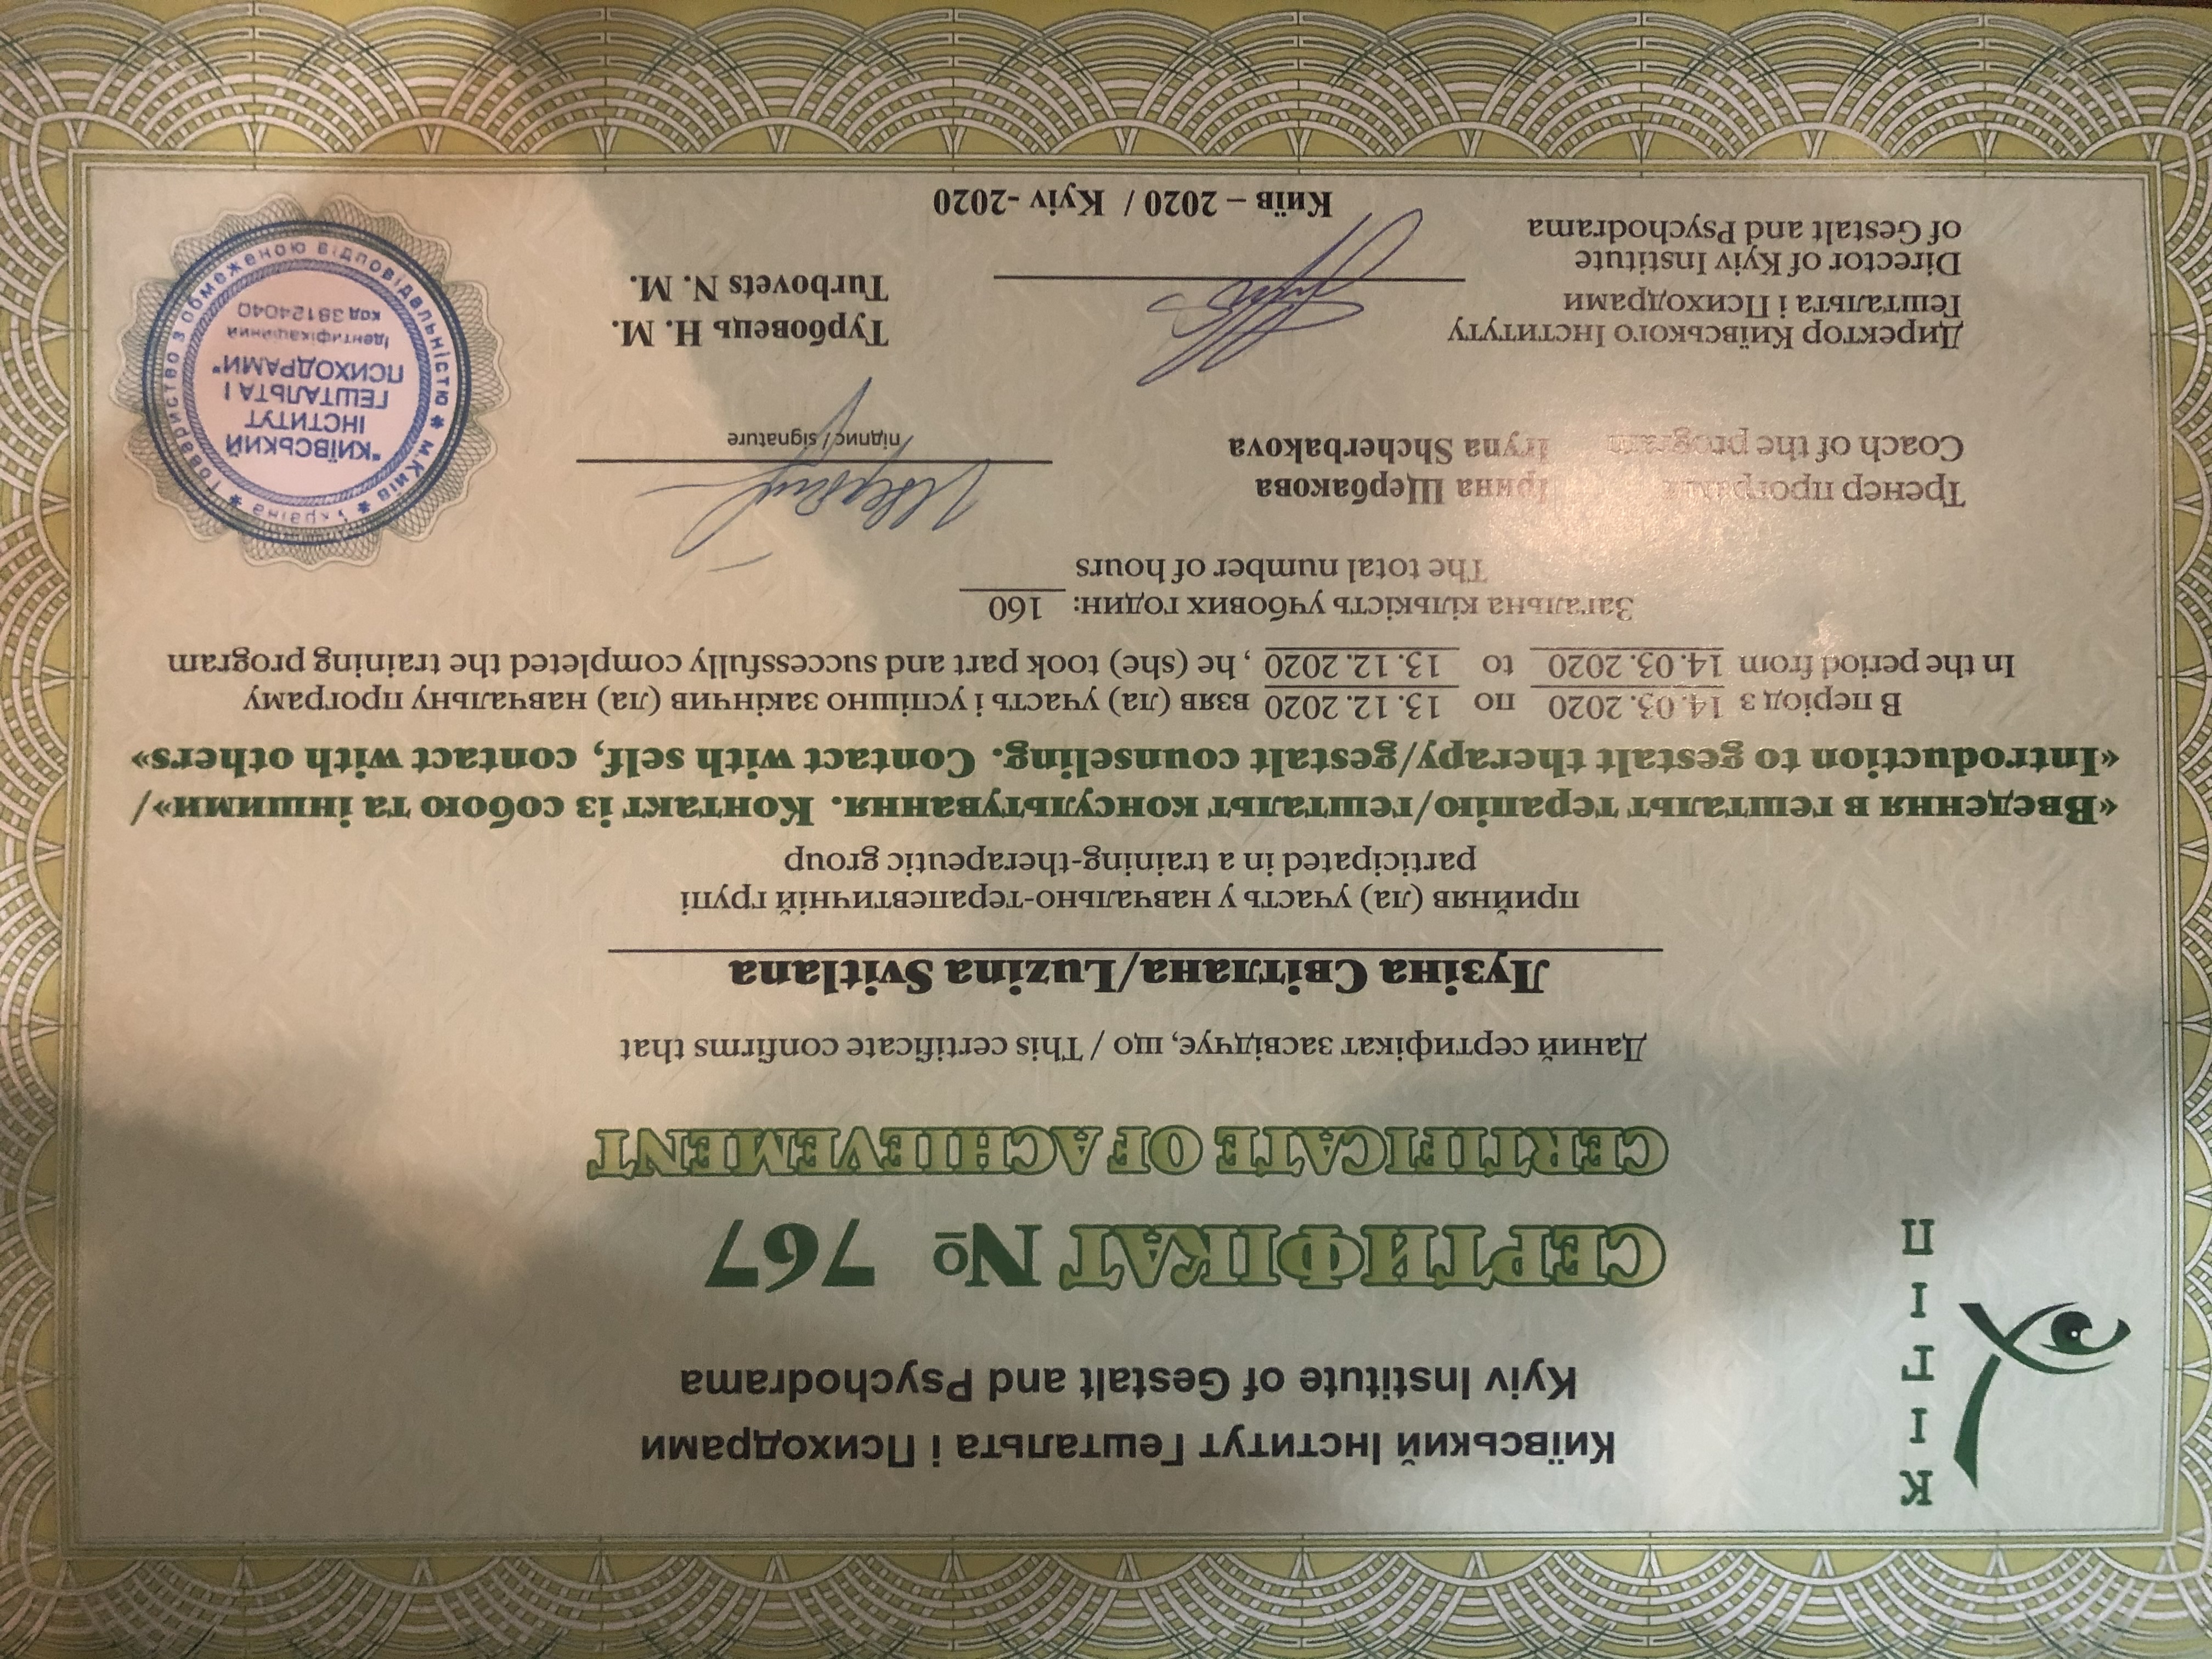 К
І
Г
І
П
Київський Інститут Гештальта і Психодрами
Kyiv Institute of Gestalt and Psychodrama
СЕРТИФІКАТ № 767
CERTIFICATE OF ACHIEVEMENT
Даний сертифікат засвідчує, що / This certificate confirms that
Лузіна Світлана/Luzina Svitlana
прийняв (ла) участь у навчально-терапевтичній групі
participated in a training-therapeutic group
«Введення в гештальт терапію/гештальт консультування. Контакт із собою та іншими»/
«Introduction to gestalt therapy/gestalt counseling. Contact with self, contact with others»
В період з 14. 03. 2020 по 13. 12. 2020 взяв (ла) участь і успішно закінчив (ла) навчальну програму
In the period from 14. 03. 2020 to 13. 12. 2020 , he (she) took part and successfully completed the training program
Загальна кількість учбових годин: 160
The total number of hours
Тренер програми Ірина Щербакова
Coach of the program Iryna Shcherbakova
підпис/ signature
Директор Київського Інституту
Гештальта і Психодрами
Director of Kyiv Institute
of Gestalt and Psychodrama
Турбовець Н. М.
Turbovets N. M.
Київ – 2020 / Kyiv -2020
Україна * м.Київ * Товариство з обмеженою відповідальністю *
"КИЇВСЬКИЙ
ІНСТИТУТ
ГЕШТАЛЬТА І
ПСИХОДРАМИ"
Ідентифікаційний
код 38124040